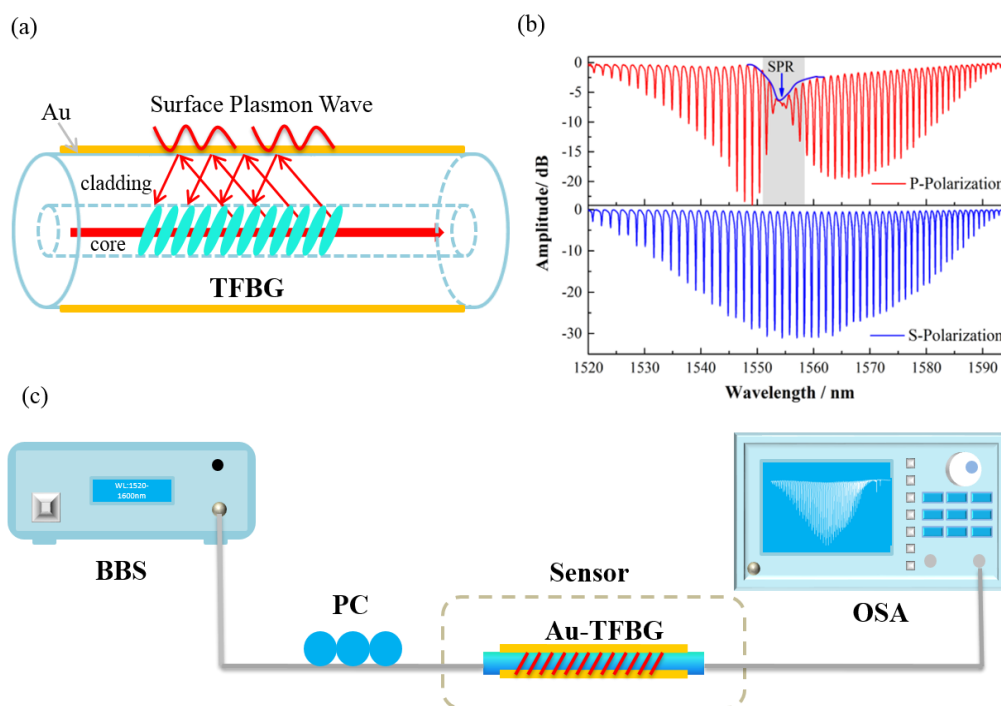 (a)
Au
Surface Plasmon Wave
cladding
core
TFBG
(b)
SPR
0
-5
-10
-15
-20
P-Polarization
0
-10
-20
-30
S-Polarization
Amplitude/ dB
1520 1530 1540 1550 1560 1570 1580 1590
Wavelength / nm
(c)
WL:1520-
1600nm
BBS
PC
Sensor
Au-TFBG
OSA